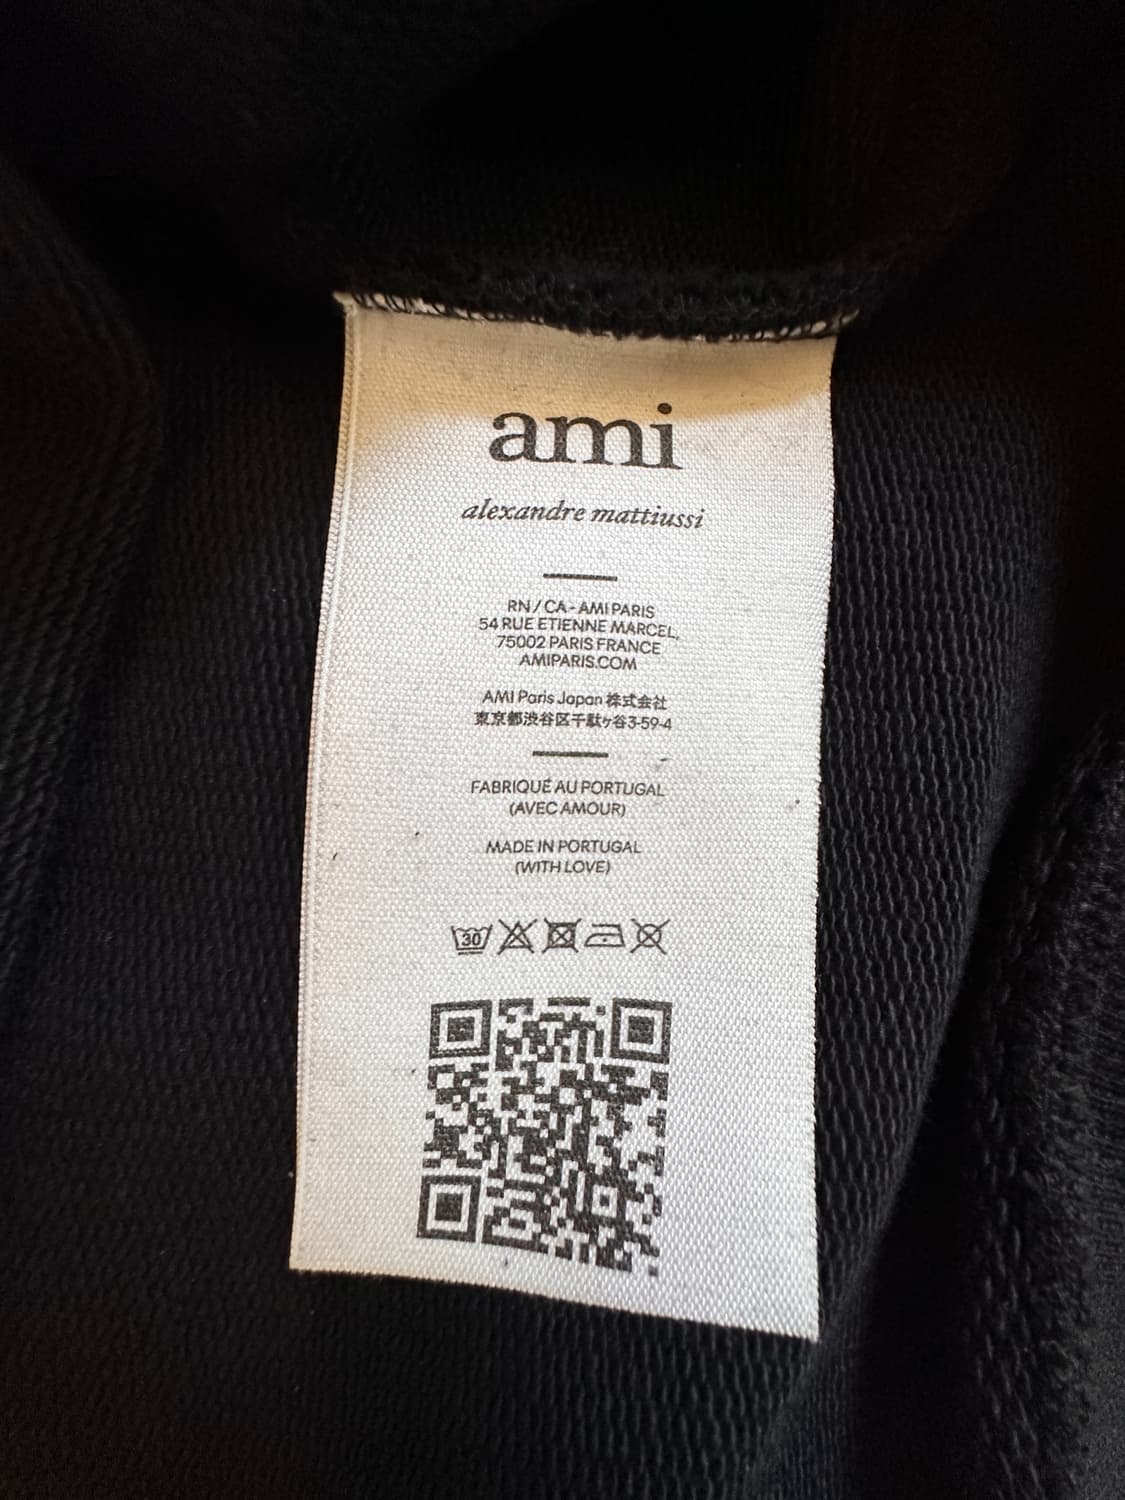 ami
alexandre mattiussi
RN / CA - AMI PARIS
54 RUE ETIENNE MARCEL,
75002 PARIS FRANCE
AMIPARIS.COM
AMI Paris Japan 株式会社
東京都渋谷区千駄ヶ谷3-59-4
FABRIQUÉ AU PORTUGAL
(AVEC AMOUR)
MADE IN PORTUGAL
(WITH LOVE)
30